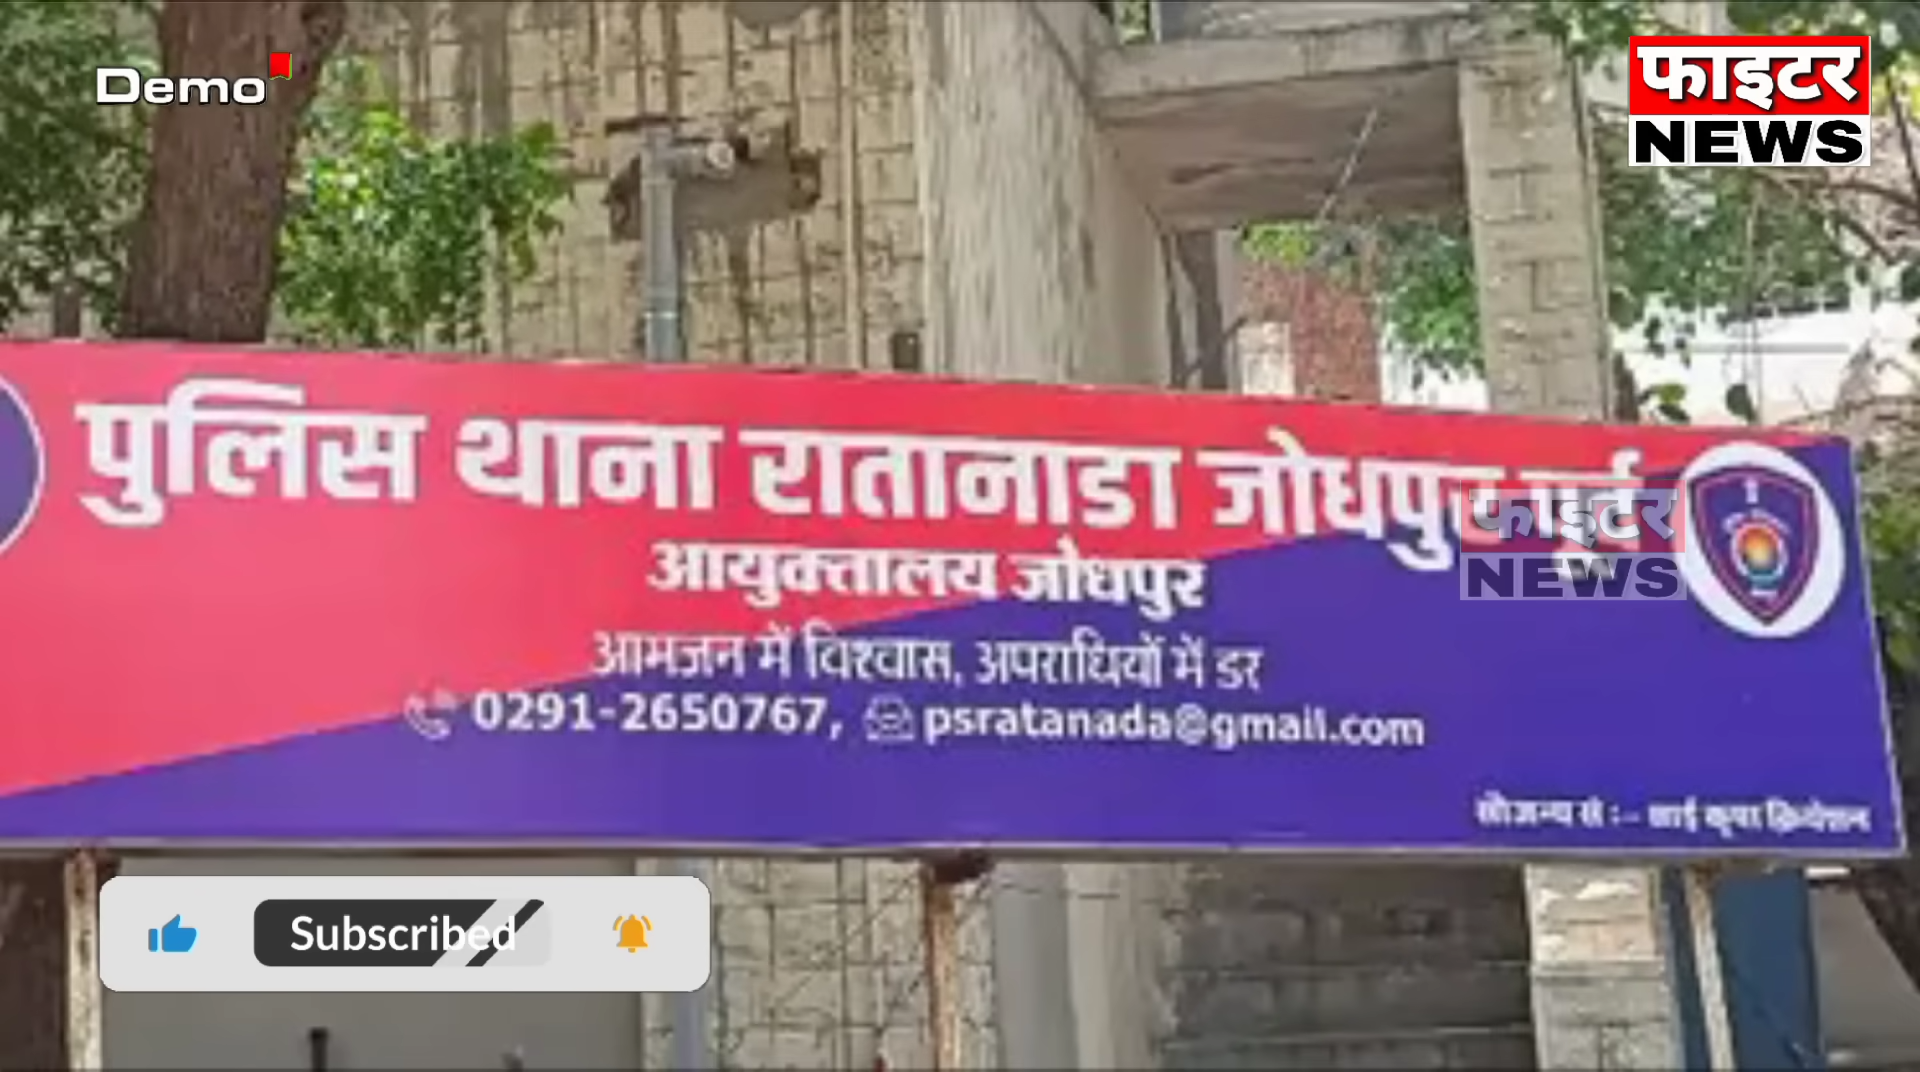 Demo
फाइटर
NEWS
पुलिस थाना रातानाडा जोधपुर पूर्व
फाइटर
NEWS
आयुक्तालय जोधपुर
आमजन में विश्वास, अपराधियों में डर
0291-2650767, psratanada@gmail.com
सौजन्य से :- साई कृपा क्रियेशन
Subscribed